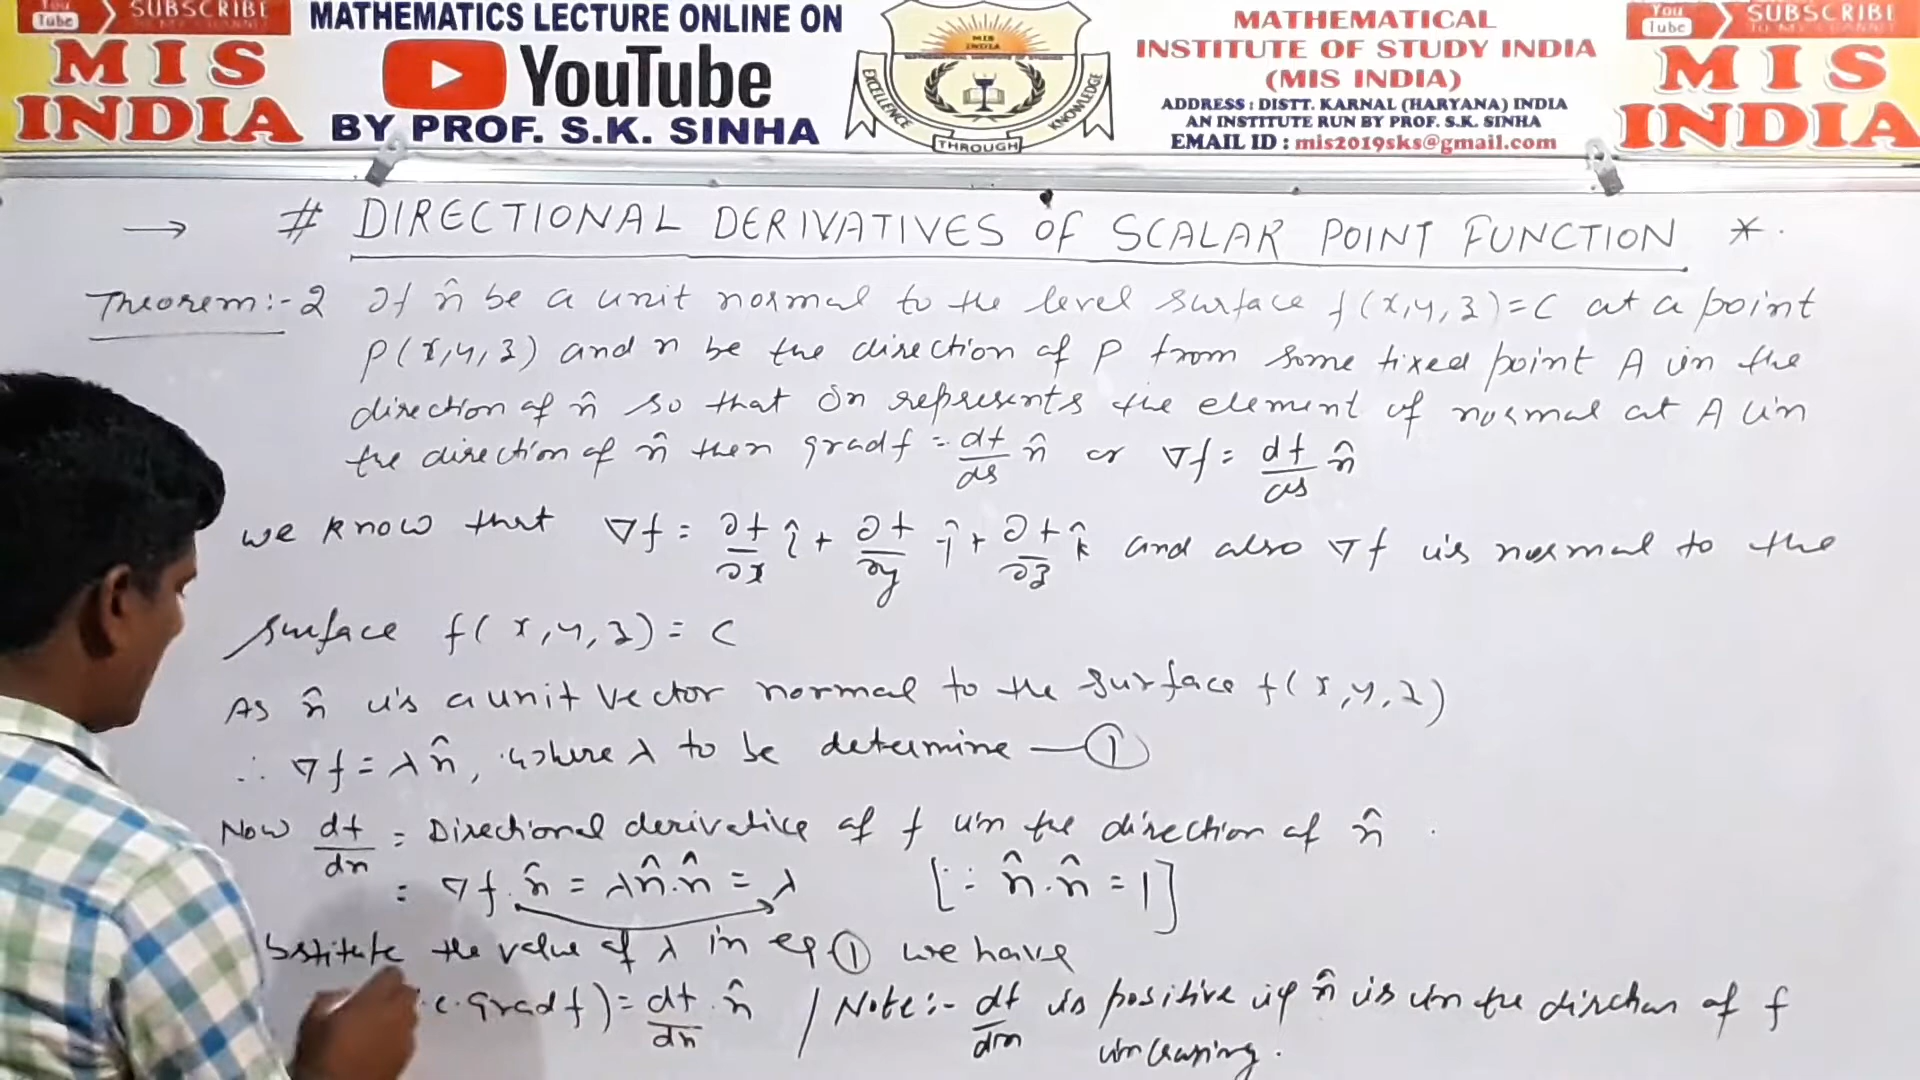 You Tube SUBSCRIBE
MIS
INDIA
MATHEMATICS LECTURE ONLINE ON
YouTube
BY PROF. S.K. SINHA
MIS INDIA
EXCELLENCE THROUGH KNOWLEDGE
MATHEMATICAL
INSTITUTE OF STUDY INDIA
(MIS INDIA)
ADDRESS : DISTT. KARNAL (HARYANA) INDIA
AN INSTITUTE RUN BY PROF. S.K. SINHA
EMAIL ID : mis2019sks@gmail.com
You Tube SUBSCRIBE
MIS
INDIA
→ # DIRECTIONAL DERIVATIVES OF SCALAR POINT FUNCTION *
Theorem:-2 If n̂ be a unit normal to the level surface f(x,y,z)=c at a point
P(x,y,z) and n be the direction of P from some fixed point A in the
direction of n̂ so that δn represents the element of normal at A in
the direction of n̂ then grad f = df/ds n̂ or ∇f = df/ds n̂
we know that ∇f = ∂f/∂x î + ∂f/∂y ĵ + ∂f/∂z k̂ and also ∇f is normal to the
surface f(x,y,z) = c
As n̂ is a unit vector normal to the surface f(x,y,z)
∴ ∇f = λn̂, where λ to be determine — ①
Now df/dn = Directional derivative of f in the direction of n̂.
= ∇f.n̂ = λn̂.n̂ = λ [∵ n̂.n̂ = 1]
bstitute the value of λ in eq ① we have
.e. grad f) = df/dn . n̂ / Note:- df/dn is positive if n̂ is in the direction of f
increasing.